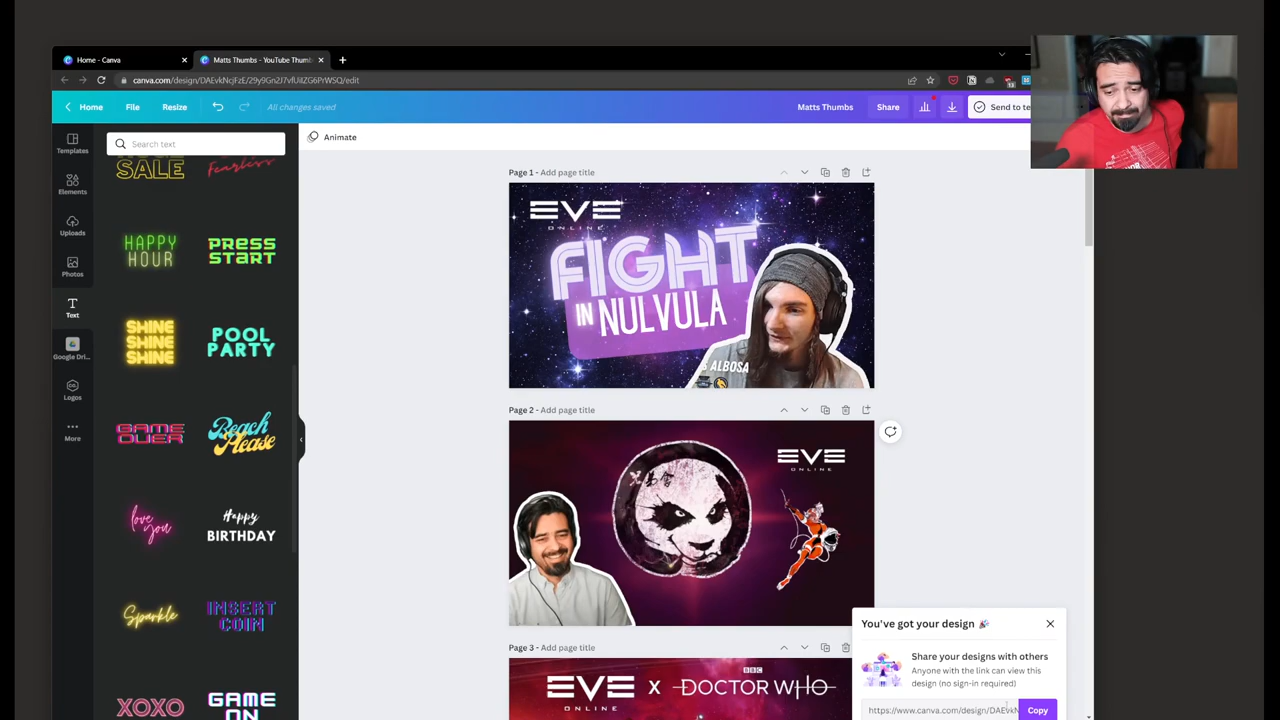 Home - Canva
Matts Thumbs - YouTube Thumb
canva.com/design/DAEvkNcjFzE/29y9Gn2J7vfUIlZG6PrWSQ/edit
Home
File
Resize
All changes saved
Matts Thumbs
Share
Send to te
Animate
Templates
Elements
Uploads
Photos
Text
Google Dri...
Logos
More
Search text
SALE
Fearless
HAPPY
HOUR
PRESS
START
SHINE
SHINE
SHINE
POOL
PARTY
GAME
OVER
Beach
Please
love
you
Happy
BIRTHDAY
Sparkle
INSERT
COIN
XOXO
GAME
ON
Page 1 - Add page title
EVE
ONLINE
FIGHT
IN NULVULA
ALBOSA
Page 2 - Add page title
EVE
ONLINE
Page 3 - Add page title
EVE X DOCTOR WHO
ONLINE
BBC
You've got your design
Share your designs with others
Anyone with the link can view this
design (no sign-in required)
https://www.canva.com/design/DAEvkN
Copy